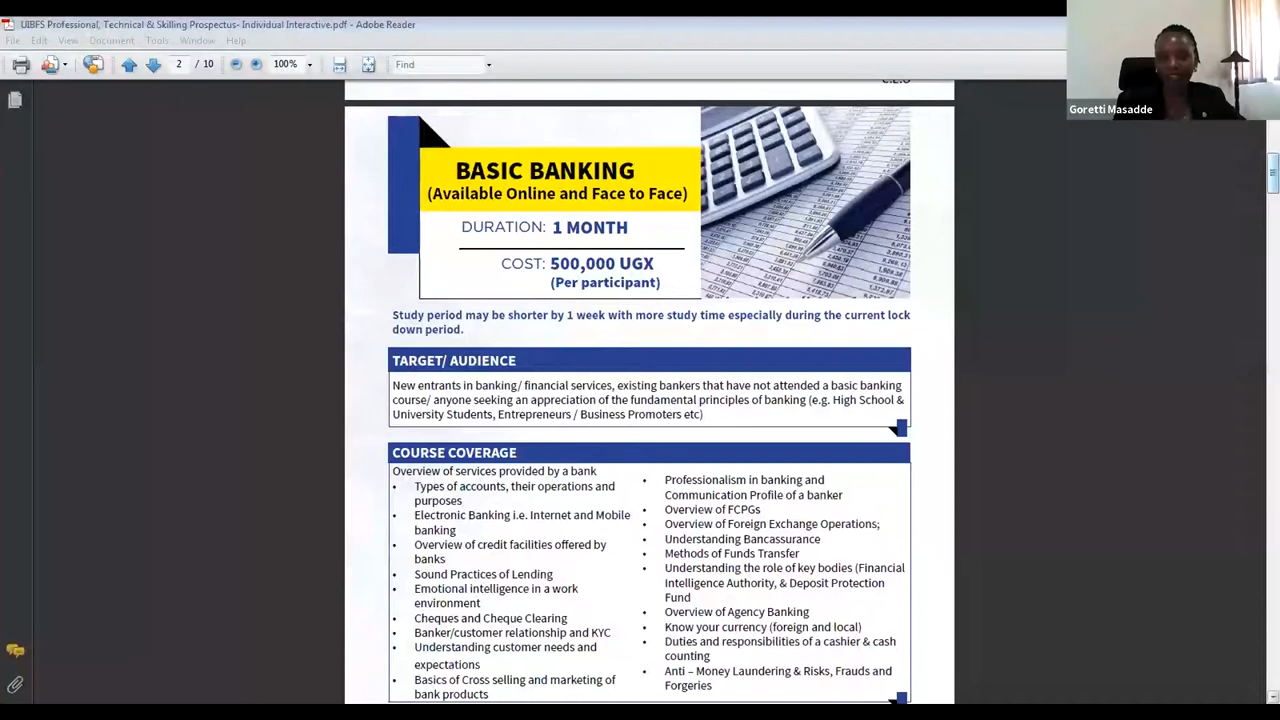 UIBFS Professional, Technical & Skilling Prospectus- Individual Interactive.pdf - Adobe Reader
File Edit View Document Tools Window Help
2 / 10 100% Find
Goretti Masadde
C.E.O
BASIC BANKING
(Available Online and Face to Face)
DURATION: 1 MONTH
COST: 500,000 UGX
(Per participant)
Study period may be shorter by 1 week with more study time especially during the current lock
down period.
TARGET/ AUDIENCE
New entrants in banking/ financial services, existing bankers that have not attended a basic banking
course/ anyone seeking an appreciation of the fundamental principles of banking (e.g. High School &
University Students, Entrepreneurs / Business Promoters etc)
COURSE COVERAGE
Overview of services provided by a bank
• Types of accounts, their operations and
purposes
• Electronic Banking i.e. Internet and Mobile
banking
• Overview of credit facilities offered by
banks
• Sound Practices of Lending
• Emotional intelligence in a work
environment
• Cheques and Cheque Clearing
• Banker/customer relationship and KYC
• Understanding customer needs and
expectations
• Basics of Cross selling and marketing of
bank products
• Professionalism in banking and
Communication Profile of a banker
• Overview of FCPGs
• Overview of Foreign Exchange Operations;
• Understanding Bancassurance
• Methods of Funds Transfer
• Understanding the role of key bodies (Financial
Intelligence Authority, & Deposit Protection
Fund
• Overview of Agency Banking
• Know your currency (foreign and local)
• Duties and responsibilities of a cashier & cash
counting
• Anti – Money Laundering & Risks, Frauds and
Forgeries